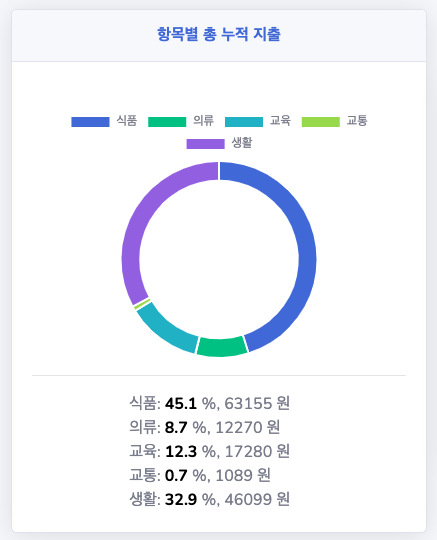 항목별 총 누적 지출
식품 의류 교육 교통
생활
식품: 45.1 %, 63155 원
의류: 8.7 %, 12270 원
교육: 12.3 %, 17280 원
교통: 0.7 %, 1089 원
생활: 32.9 %, 46099 원